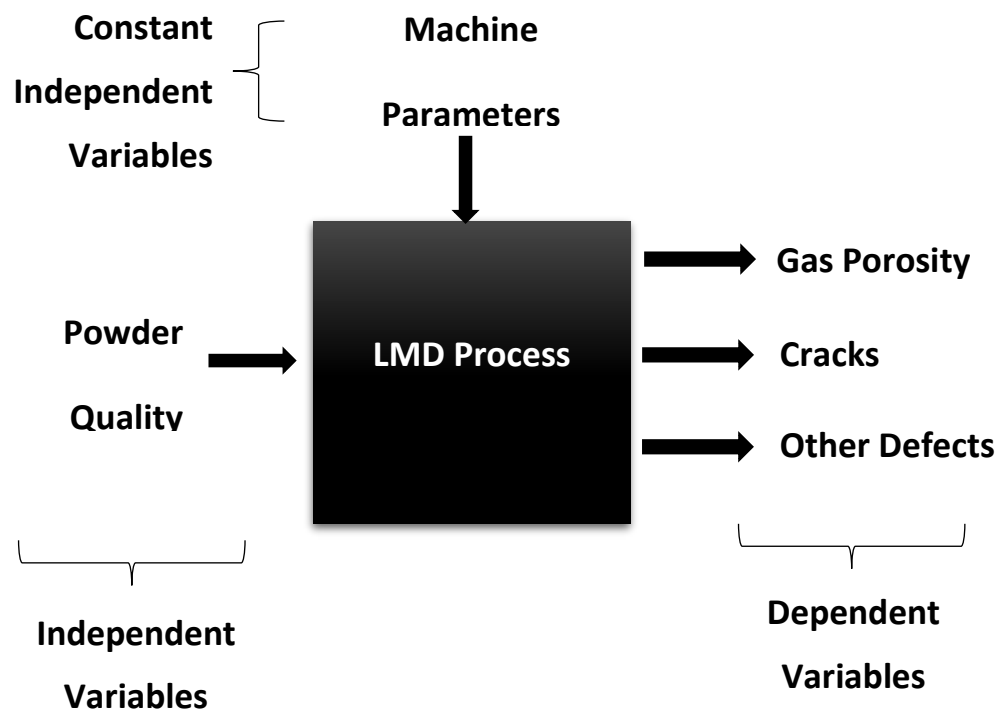 Constant
Independent
Variables
Machine
Parameters
Powder
Quality
LMD Process
Gas Porosity
Cracks
Other Defects
Independent
Variables
Dependent
Variables